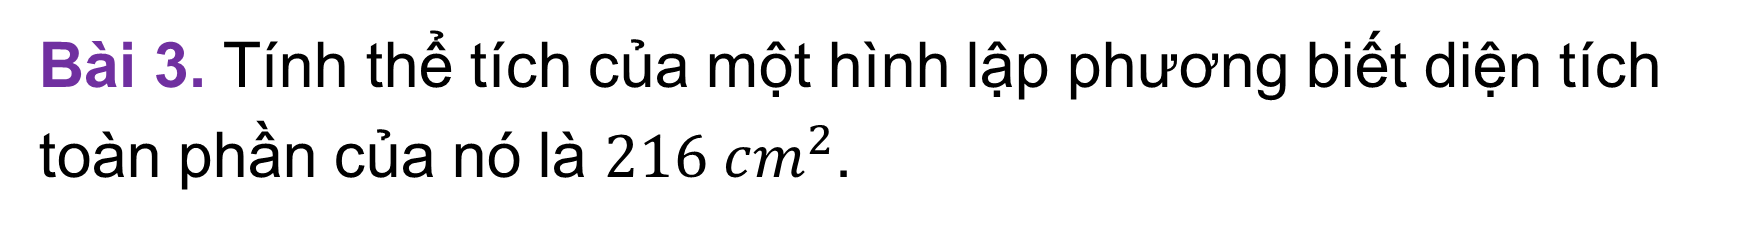 Bài 3. Tính thể tích của một hình lập phương biết diện tích
toàn phần của nó là 216 cm².